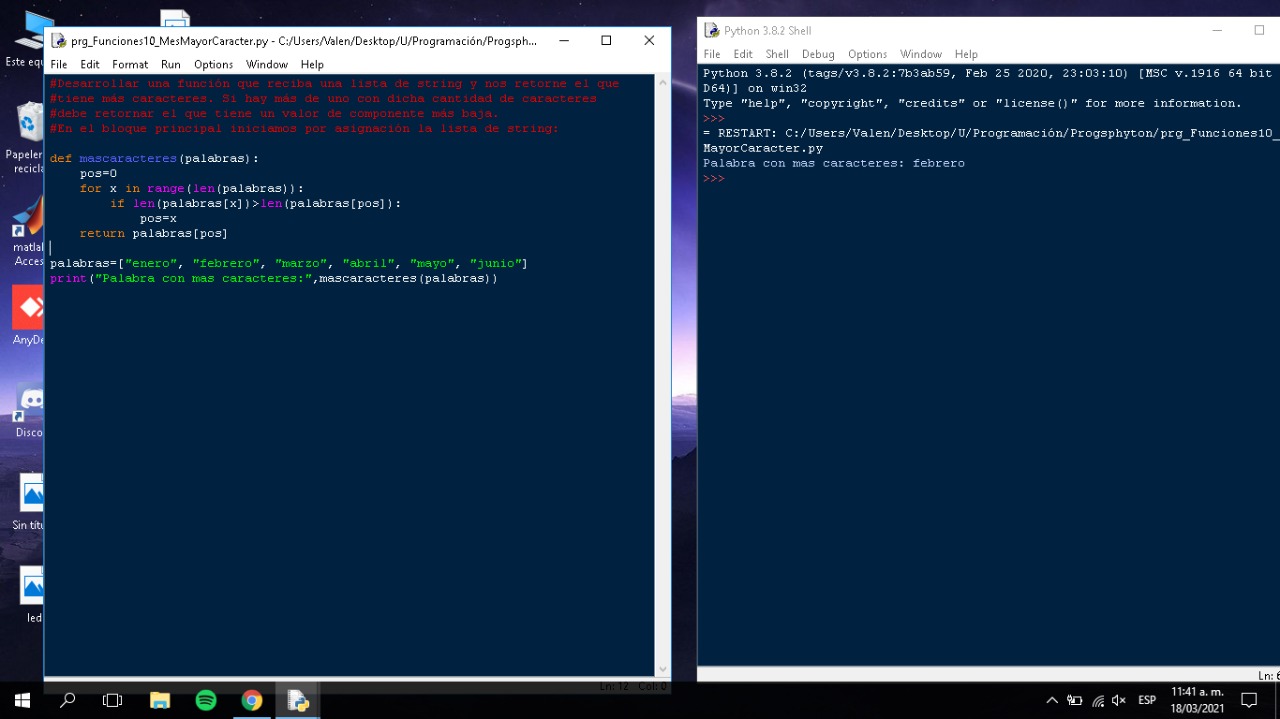 Este equ
Papeler
recicla
matlab
Acces
AnyDe
Disco
Sin títu
led
prg_Funciones10_MesMayorCaracter.py - C:/Users/Valen/Desktop/U/Programación/Progsph...
File Edit Format Run Options Window Help
#Desarrollar una función que reciba una lista de string y nos retorne el que
#tiene más caracteres. Si hay más de uno con dicha cantidad de caracteres
#debe retornar el que tiene un valor de componente más baja.
#En el bloque principal iniciamos por asignación la lista de string:
def mascaracteres(palabras):
    pos=0
    for x in range(len(palabras)):
        if len(palabras[x])>len(palabras[pos]):
            pos=x
    return palabras[pos]
palabras=["enero", "febrero", "marzo", "abril", "mayo", "junio"]
print("Palabra con mas caracteres:",mascaracteres(palabras))
Ln: 12 Col: 0
Python 3.8.2 Shell
File Edit Shell Debug Options Window Help
Python 3.8.2 (tags/v3.8.2:7b3ab59, Feb 25 2020, 23:03:10) [MSC v.1916 64 bit
D64)] on win32
Type "help", "copyright", "credits" or "license()" for more information.
>>>
= RESTART: C:/Users/Valen/Desktop/U/Programación/Progsphyton/prg_Funciones10_
MayorCaracter.py
Palabra con mas caracteres: febrero
>>>
Ln: 6
ESP
11:41 a. m.
18/03/2021